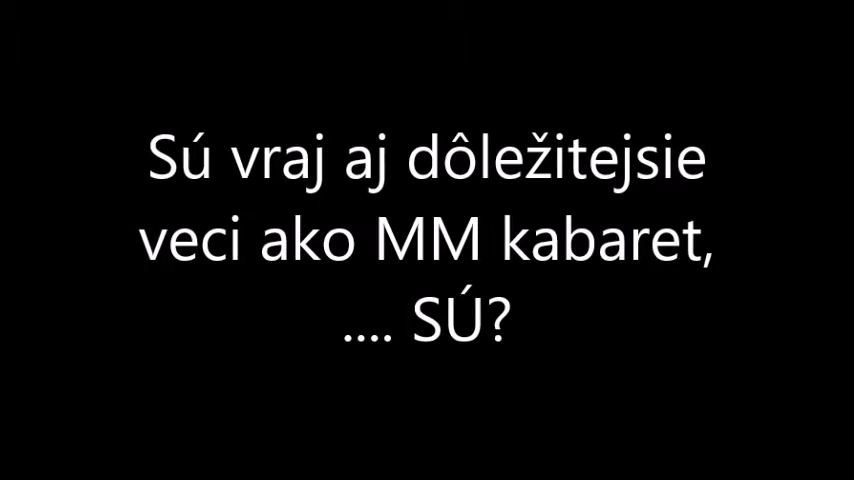 Sú vraj aj dôležitejsie
veci ako MM kabaret,
.... SÚ?